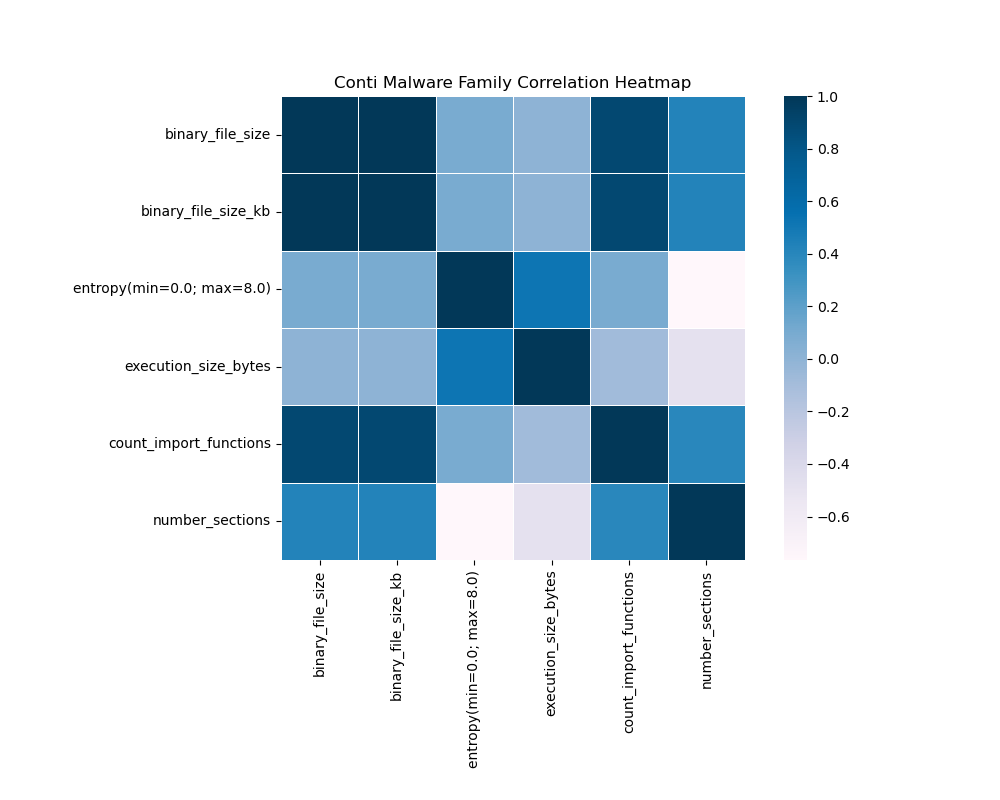 Conti Malware Family Correlation Heatmap
binary_file_size
binary_file_size_kb
entropy(min=0.0; max=8.0)
execution_size_bytes
count_import_functions
number_sections
binary_file_size
binary_file_size_kb
entropy(min=0.0; max=8.0)
execution_size_bytes
count_import_functions
number_sections
1.0
0.8
0.6
0.4
0.2
0.0
−0.2
−0.4
−0.6